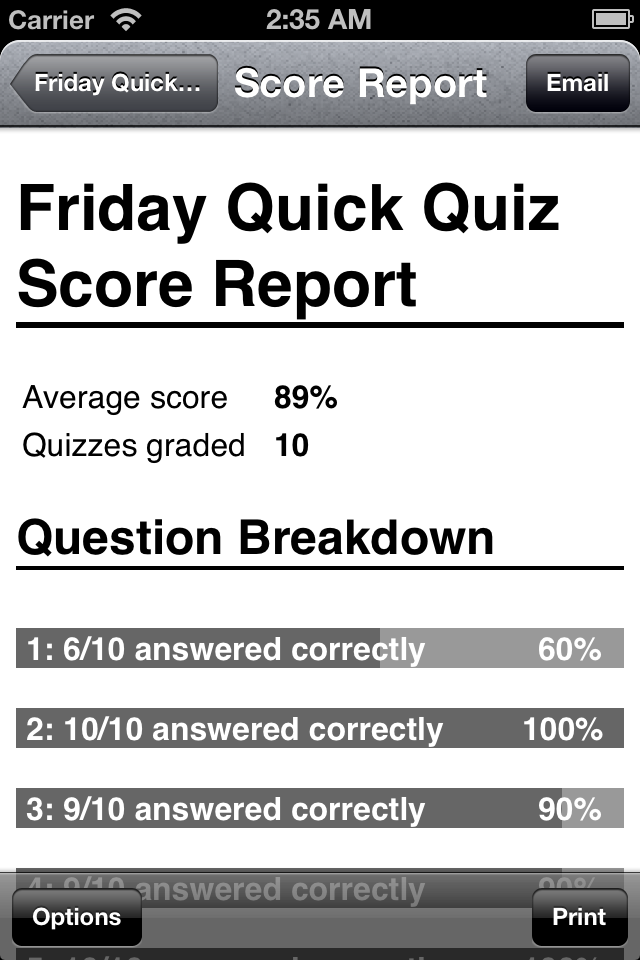 Carrier 2:35 AM
Friday Quick... Score Report Email
Friday Quick Quiz
Score Report
Average score 89%
Quizzes graded 10
Question Breakdown
1: 6/10 answered correctly 60%
2: 10/10 answered correctly 100%
3: 9/10 answered correctly 90%
4: 9/10 answered correctly 90%
Options Print